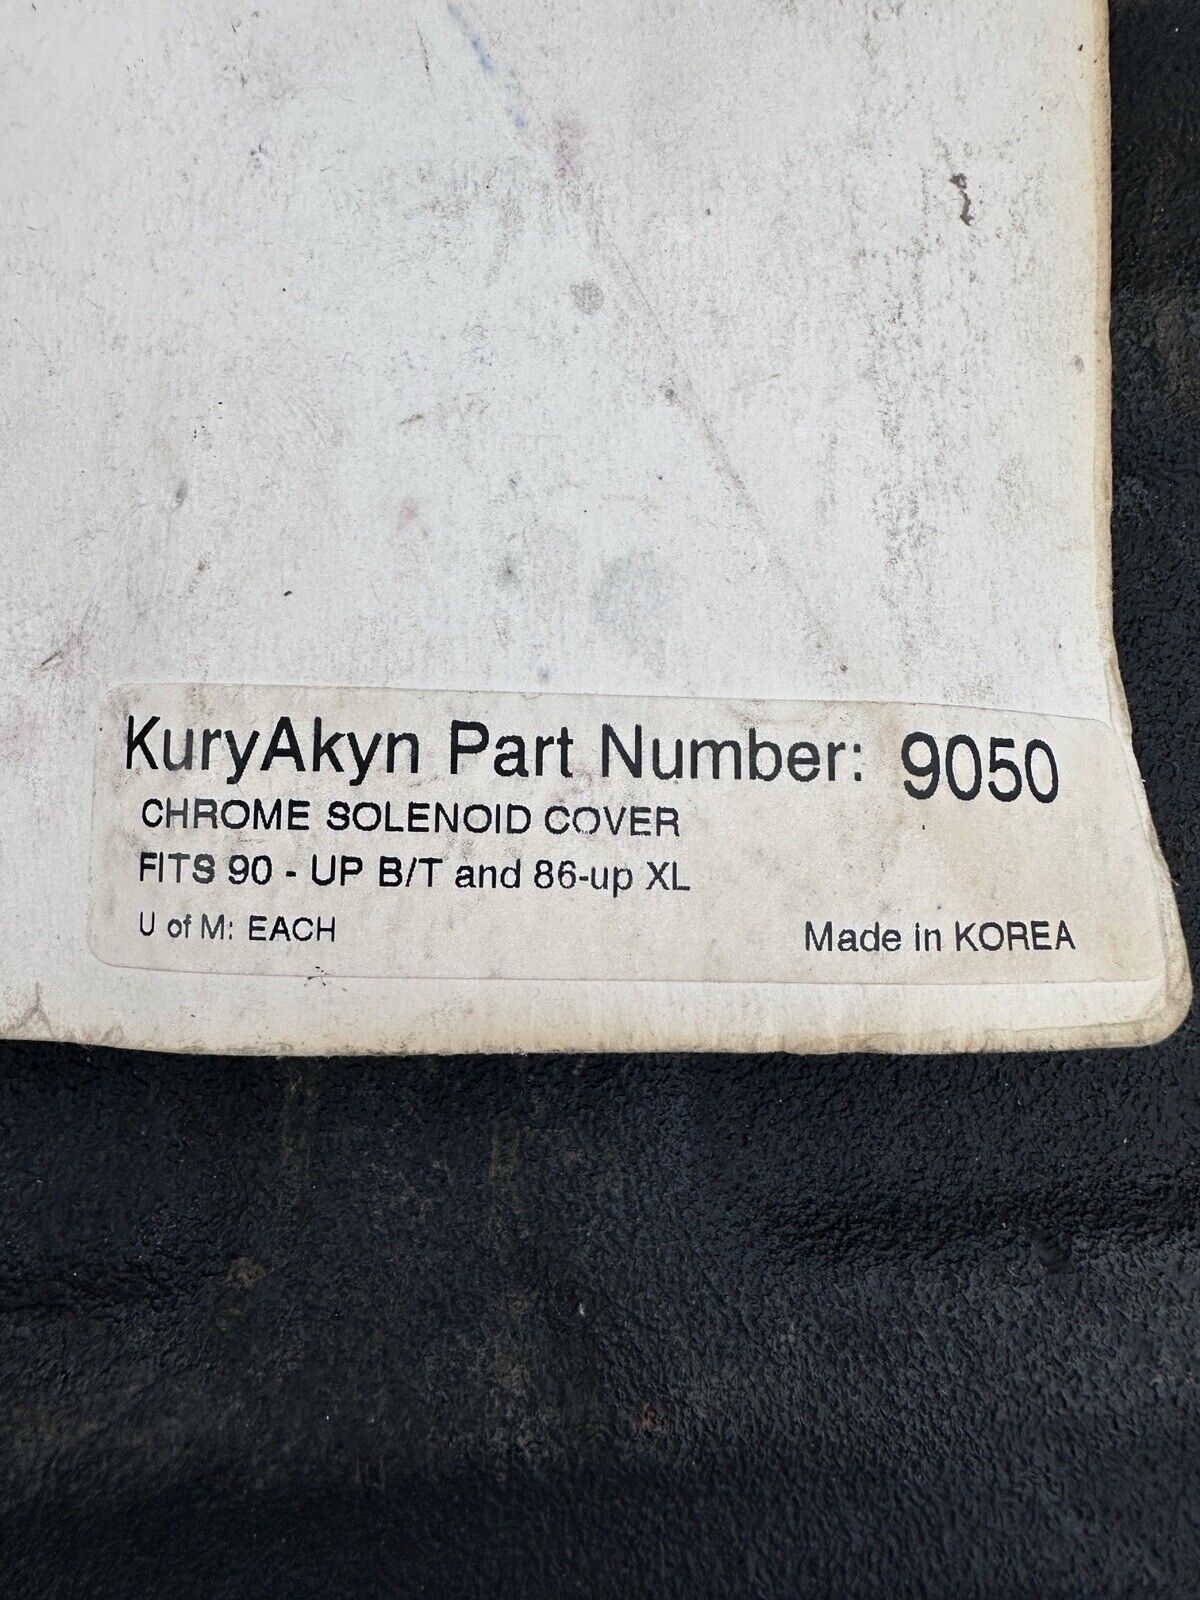 KuryAkyn Part Number: 9050
CHROME SOLENOID COVER
FITS 90 - UP B/T and 86-up XL
U of M: EACH
Made in KOREA